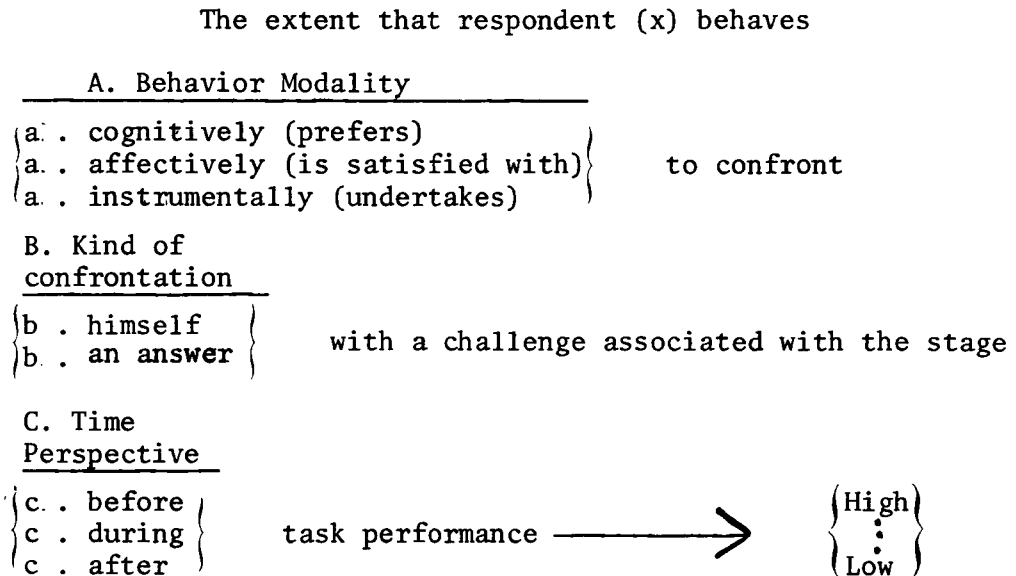 The extent that respondent (x) behaves
A. Behavior Modality
a . cognitively (prefers)
a . affectively (is satisfied with) to confront
a . instrumentally (undertakes)
B. Kind of
confrontation
b . himself
b . an answer
with a challenge associated with the stage
C. Time
Perspective
c . before High
c . during task performance
c . after Low